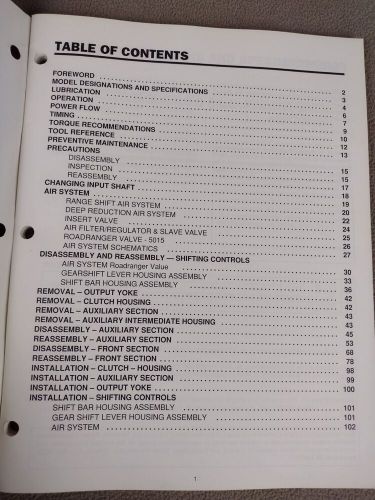 TABLE OF CONTENTS
FOREWORD 2
MODEL DESIGNATIONS AND SPECIFICATIONS 3
LUBRICATION 4
OPERATION 6
POWER FLOW 7
TIMING 9
TORQUE RECOMMENDATIONS 10
TOOL REFERENCE 12
PREVENTIVE MAINTENANCE 13
PRECAUTIONS
DISASSEMBLY 15
INSPECTION 15
REASSEMBLY 17
CHANGING INPUT SHAFT 18
AIR SYSTEM 19
RANGE SHIFT AIR SYSTEM 20
DEEP REDUCTION AIR SYSTEM 22
INSERT VALVE 24
AIR FILTER/REGULATOR & SLAVE VALVE 25
ROADRANGER VALVE - 5015 26
AIR SYSTEM SCHEMATICS 27
DISASSEMBLY AND REASSEMBLY — SHIFTING CONTROLS
AIR SYSTEM Roadranger Value 30
GEARSHIFT LEVER HOUSING ASSEMBLY 33
SHIFT BAR HOUSING ASSEMBLY 36
REMOVAL – OUTPUT YOKE 42
REMOVAL – CLUTCH HOUSING 42
REMOVAL – AUXILIARY SECTION 43
REMOVAL – AUXILIARY INTERMEDIATE HOUSING 43
DISASSEMBLY – AUXILIARY SECTION 45
REASSEMBLY – AUXILIARY SECTION 53
DISASSEMBLY – FRONT SECTION 68
REASSEMBLY – FRONT SECTION 78
INSTALLATION – CLUTCH – HOUSING 98
INSTALLATION – AUXILIARY SECTION 99
INSTALLATION – OUTPUT YOKE 100
INSTALLATION – SHIFTING CONTROLS
SHIFT BAR HOUSING ASSEMBLY 101
GEAR SHIFT LEVER HOUSING ASSEMBLY 101
AIR SYSTEM 102
1